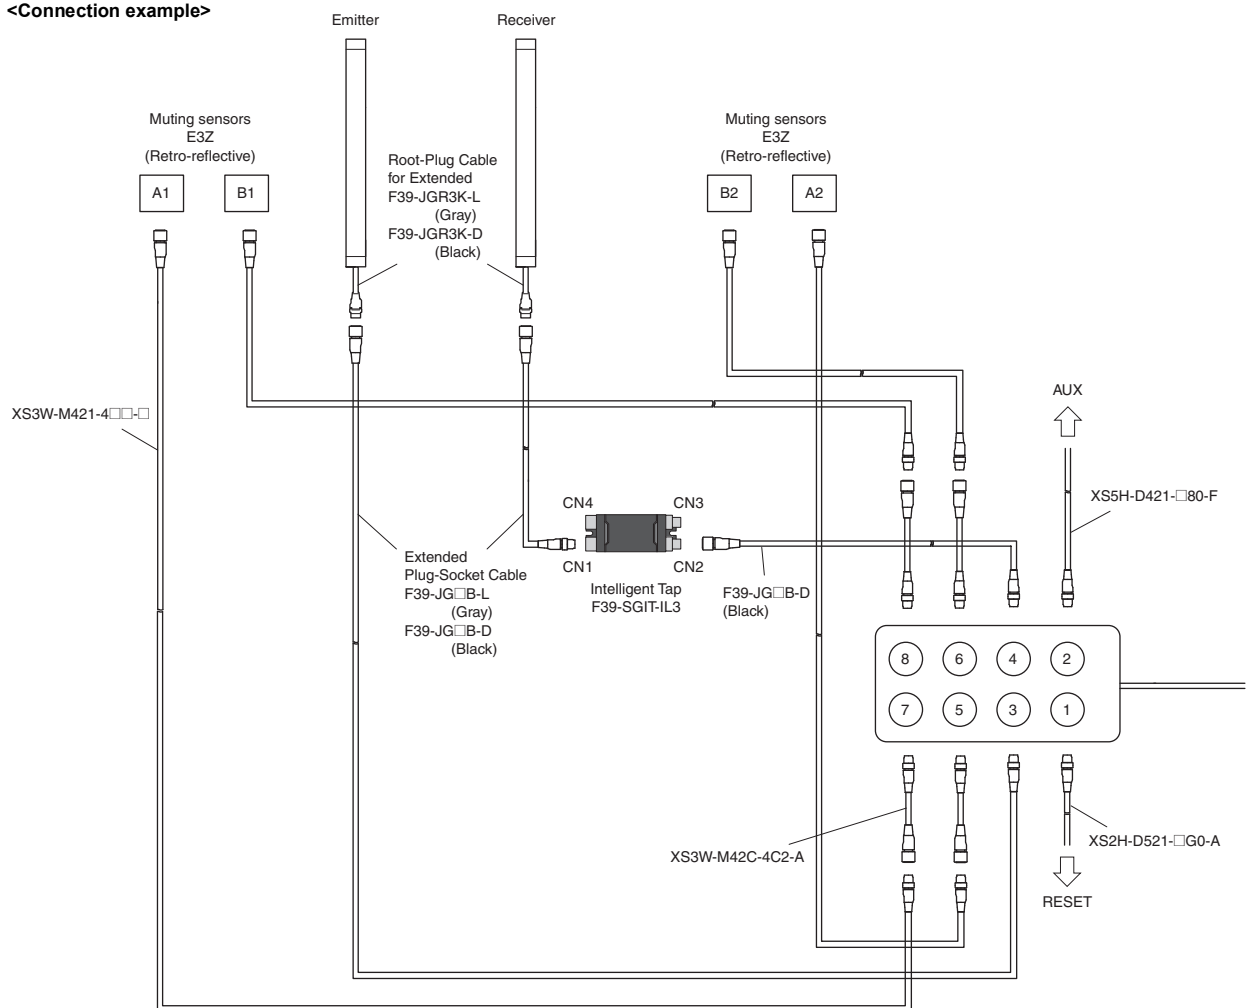 <Connection example>
Emitter
Receiver
Muting sensors
E3Z
(Retro-reflective)
A1
B1
Root-Plug Cable
for Extended
F39-JGR3K-L
(Gray)
F39-JGR3K-D
(Black)
Muting sensors
E3Z
(Retro-reflective)
B2
A2
XS3W-M421-4□□-□
AUX
XS5H-D421-□80-F
CN4
CN3
CN1
CN2
Intelligent Tap
F39-SGIT-IL3
Extended
Plug-Socket Cable
F39-JG□B-L
(Gray)
F39-JG□B-D
(Black)
F39-JG□B-D
(Black)
8
6
4
2
7
5
3
1
XS3W-M42C-4C2-A
XS2H-D521-□G0-A
RESET